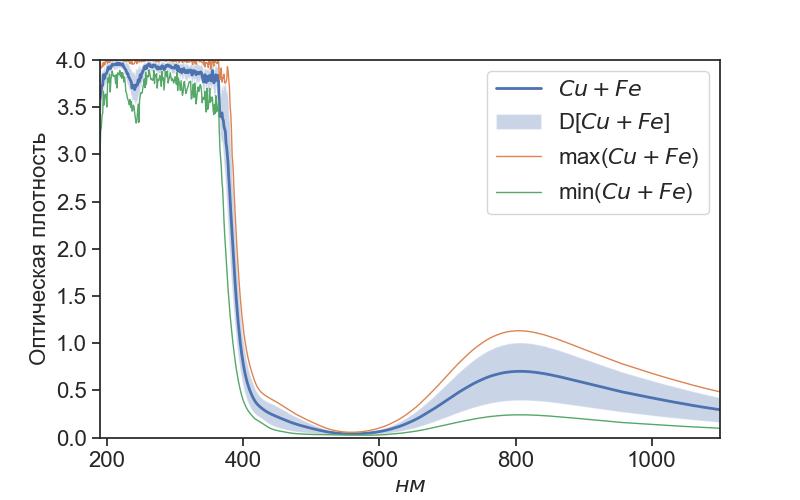 4.0
3.5
3.0
2.5
2.0
1.5
1.0
0.5
0.0
Оптическая плотность
200
400
600
800
1000
нм
Cu + Fe
D[Cu + Fe]
max(Cu + Fe)
min(Cu + Fe)